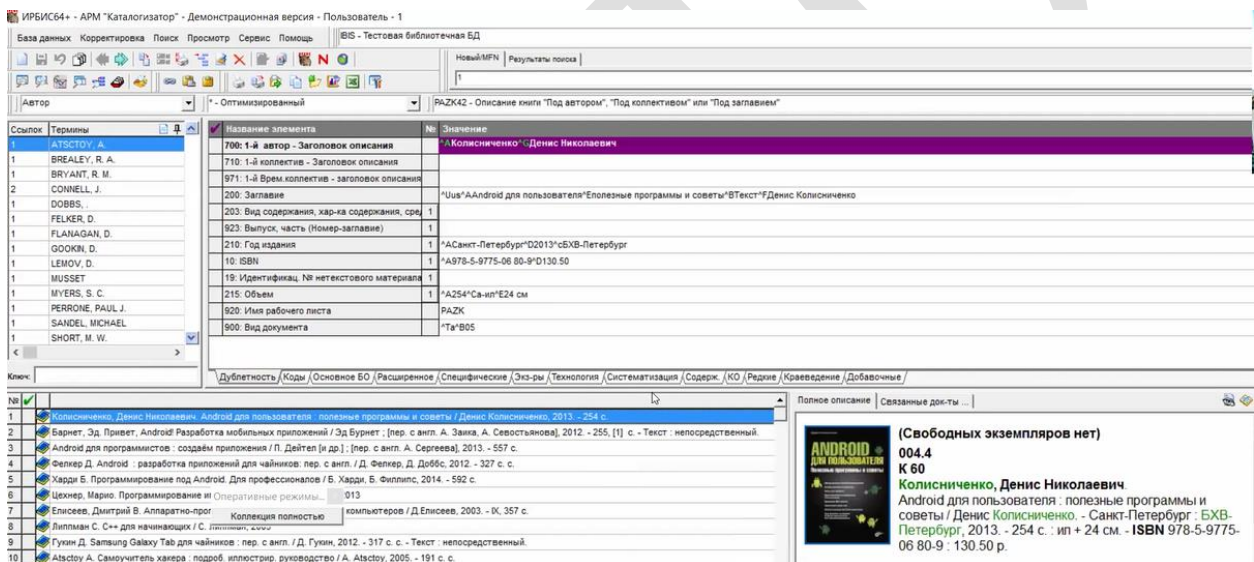 ИРБИС64+ - АРМ "Каталогизатор" - Демонстрационная версия - Пользователь - 1
База данных Корректировка Поиск Просмотр Сервис Помощь
IBIS - Тестовая библиотечная БД
Новый/MFN Результаты поиска
1
Автор
* - Оптимизированный
PAZK42 - Описание книги "Под автором", "Под коллективом" или "Под заглавием"
Ссылок Термины
1 ATSCTOY, A.
1 BREALEY, R. A.
1 BRYANT, R. M.
2 CONNELL, J.
1 DOBBS, .
1 FELKER, D.
1 FLANAGAN, D.
1 GOOKIN, D.
1 LEMOV, D.
1 MUSSET
1 MYERS, S. C.
1 PERRONE, PAUL J.
1 SANDEL, MICHAEL
1 SHORT, M. W.
Ключ:
Название элемента № Значение
700: 1-й автор - Заголовок описания ^AКолисниченко^GДенис Николаевич
710: 1-й коллектив - Заголовок описания
971: 1-й Врем.коллектив - заголовок описания
200: Заглавие ^Uus^AAndroid для пользователя^Eполезные программы и советы^BТекст^FДенис Колисниченко
203: Вид содержания, хар-ка содержания, сре 1
923: Выпуск, часть (Номер-заглавие) 1
210: Год издания 1 ^AСанкт-Петербург^D2013^cБХВ-Петербург
10: ISBN 1 ^A978-5-9775-06 80-9^D130.50
19: Идентификац. № нетекстового материала 1
215: Объем 1 ^A254^Cа-ил^E24 см
920: Имя рабочего листа PAZK
900: Вид документа ^Ta^B05
Дублетность Коды Основное БО Расширенное Специфические Экз-ры Технология Систематизация Содерж. КО Редкие Краеведение Добавочные
№
1 Колисниченко, Денис Николаевич. Android для пользователя : полезные программы и советы / Денис Колисниченко, 2013. - 254 с.
2 Барнет, Эд. Привет, Android! Разработка мобильных приложений / Эд Бурнет ; [пер. с англ. А. Заика, А. Севостьянова], 2012. - 255, [1] с. - Текст : непосредственный.
3 Android для программистов : создаём приложения / П. Дейтел [и др.] ; [пер. с англ. А. Сергеева], 2013. - 557 с.
4 Фелкер Д. Android : разработка приложений для чайников: пер. с англ. / Д. Фелкер, Д. Доббс, 2012. - 327 с. с.
5 Харди Б. Программирование под Android. Для профессионалов / Б. Харди, Б. Филлипс, 2014. - 592 с.
6 Цехнер, Марио. Программирование и Оперативные режимы... 2013
7 Елисеев, Дмитрий В. Аппаратно-прог компьютеров / Д.Елисеев, 2003. - IX, 357 с.
Коллекция полностью
8 Липпман С. C++ для начинающих / С.
9 Гукин Д. Samsung Galaxy Tab для чайников : пер. с англ. / Д. Гукин, 2012. - 317 с. с. - Текст : непосредственный.
10 Atsctoy A. Самоучитель хакера : подроб. иллюстрир. руководство / A. Atsctoy, 2005. - 191 с. с.
Полное описание Связанные док-ты ...
ANDROID
ДЛЯ ПОЛЬЗОВАТЕЛЯ
Полезные программы и советы
(Свободных экземпляров нет)
004.4
К 60
Колисниченко, Денис Николаевич.
Android для пользователя : полезные программы и
советы / Денис Колисниченко. - Санкт-Петербург : БХВ-
Петербург, 2013. - 254 с. : ил + 24 см. - ISBN 978-5-9775-
06 80-9 : 130.50 р.